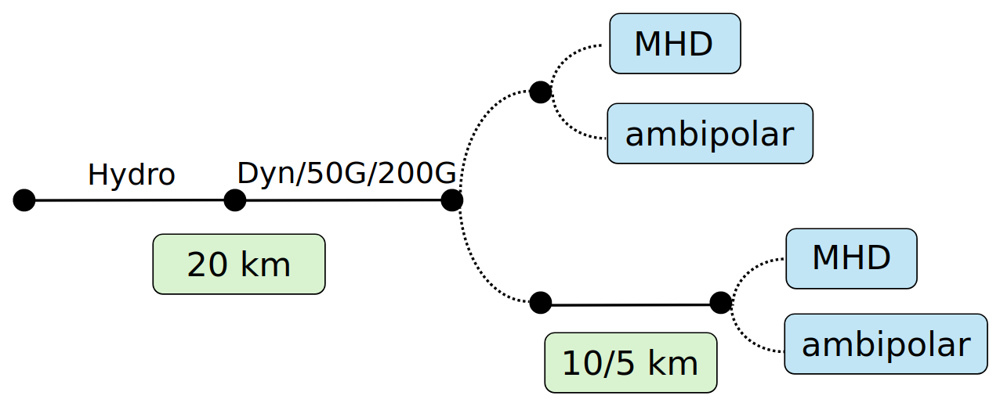 MHD
ambipolar
Hydro
Dyn/50G/200G
20 km
MHD
ambipolar
10/5 km